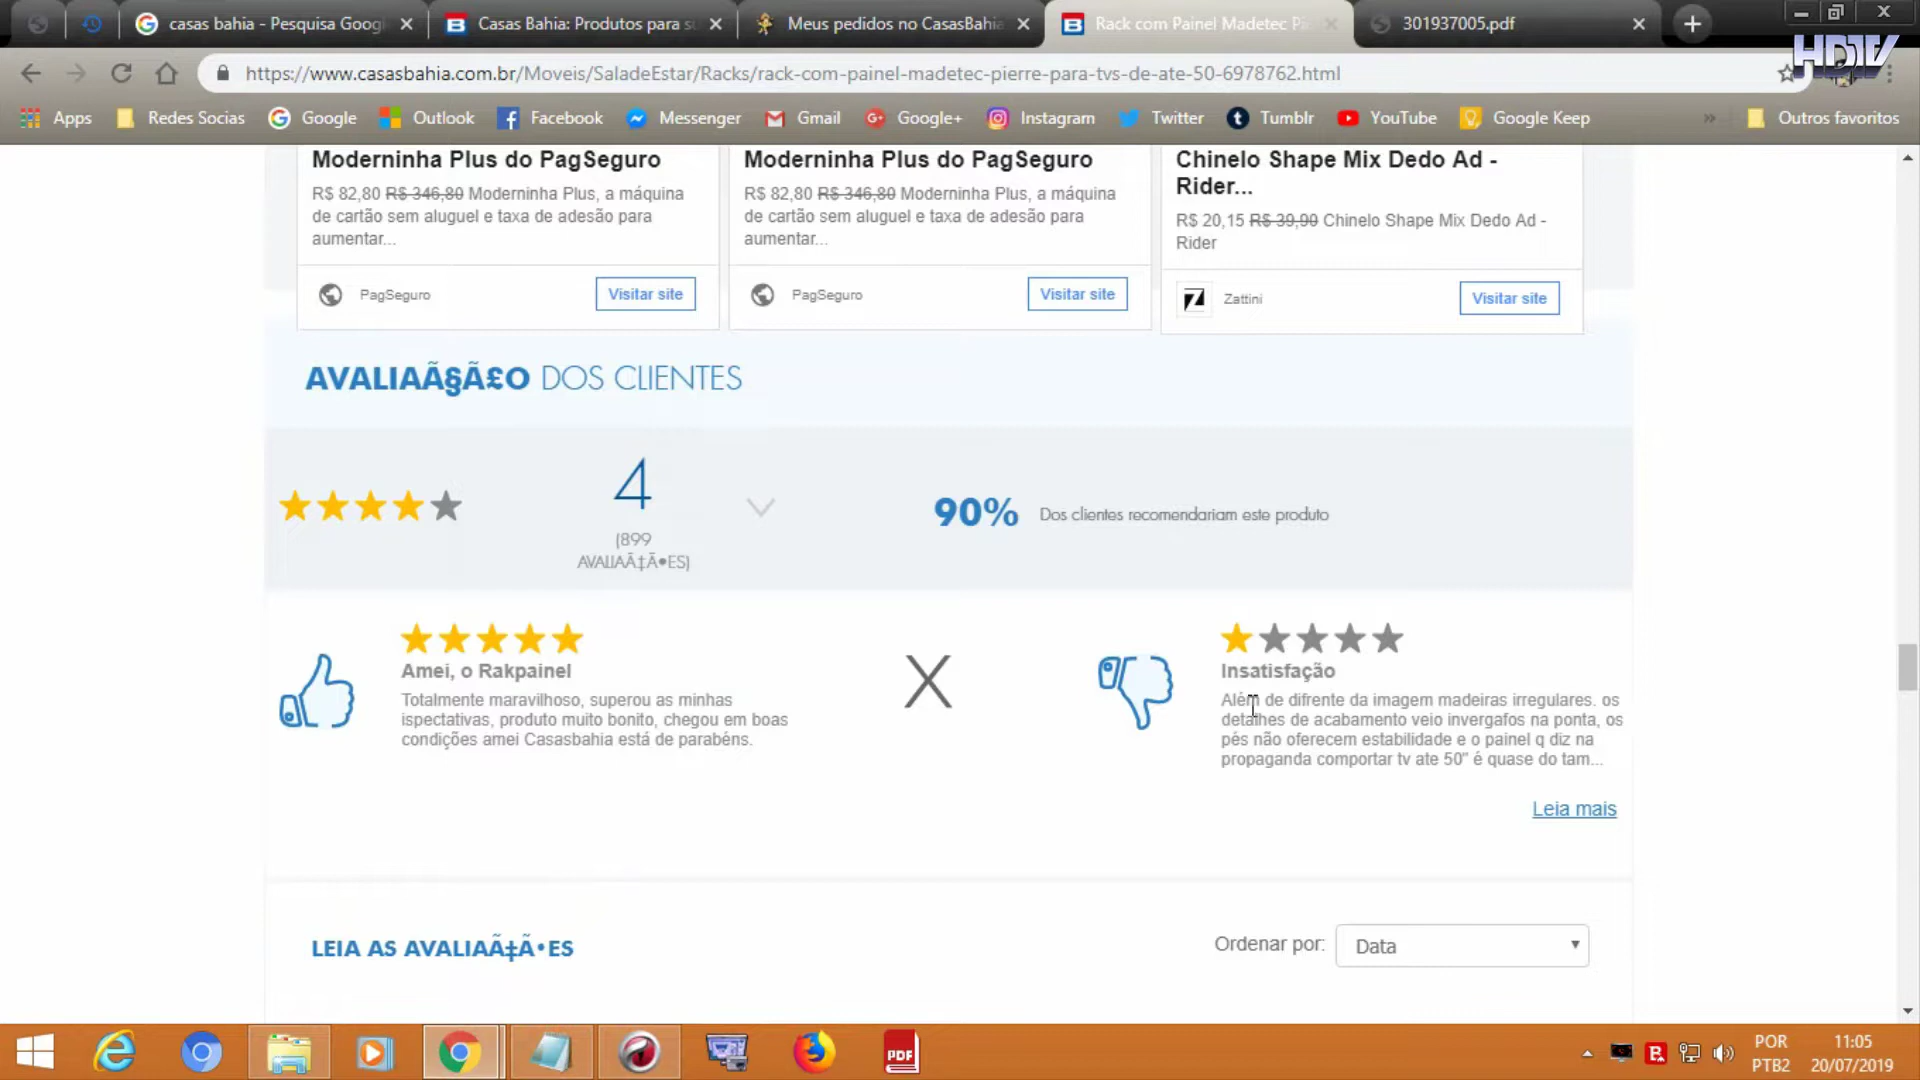 casas bahia - Pesquisa Googl
Casas Bahia: Produtos para su
Meus pedidos no CasasBahia
Rack com Painel Madetec Pie
301937005.pdf
HDTV
https://www.casasbahia.com.br/Moveis/SaladeEstar/Racks/rack-com-painel-madetec-pierre-para-tvs-de-ate-50-6978762.html
Apps
Redes Socias
Google
Outlook
Facebook
Messenger
Gmail
Google+
Instagram
Twitter
Tumblr
YouTube
Google Keep
»
Outros favoritos
Moderninha Plus do PagSeguro
R$ 82,80 R$ 346,80 Moderninha Plus, a máquina
de cartão sem aluguel e taxa de adesão para
aumentar...
PagSeguro
Visitar site
Moderninha Plus do PagSeguro
R$ 82,80 R$ 346,80 Moderninha Plus, a máquina
de cartão sem aluguel e taxa de adesão para
aumentar...
PagSeguro
Visitar site
Chinelo Shape Mix Dedo Ad -
Rider...
R$ 20,15 R$ 39,90 Chinelo Shape Mix Dedo Ad -
Rider
Zattini
Visitar site
AVALIAÃ§Ã£O DOS CLIENTES
4
(899
AVALIAÃ‡Ã•ES)
90% Dos clientes recomendariam este produto
Amei, o Rakpainel
Totalmente maravilhoso, superou as minhas
ispectativas, produto muito bonito, chegou em boas
condições amei Casasbahia está de parabéns.
X
Insatisfação
Além de difrente da imagem madeiras irregulares. os
detalhes de acabamento veio invergafos na ponta, os
pés não oferecem estabilidade e o painel q diz na
propaganda comportar tv ate 50" é quase do tam...
Leia mais
LEIA AS AVALIAÃ‡Ã•ES
Ordenar por:
Data
PDF
POR
PTB2
11:05
20/07/2019